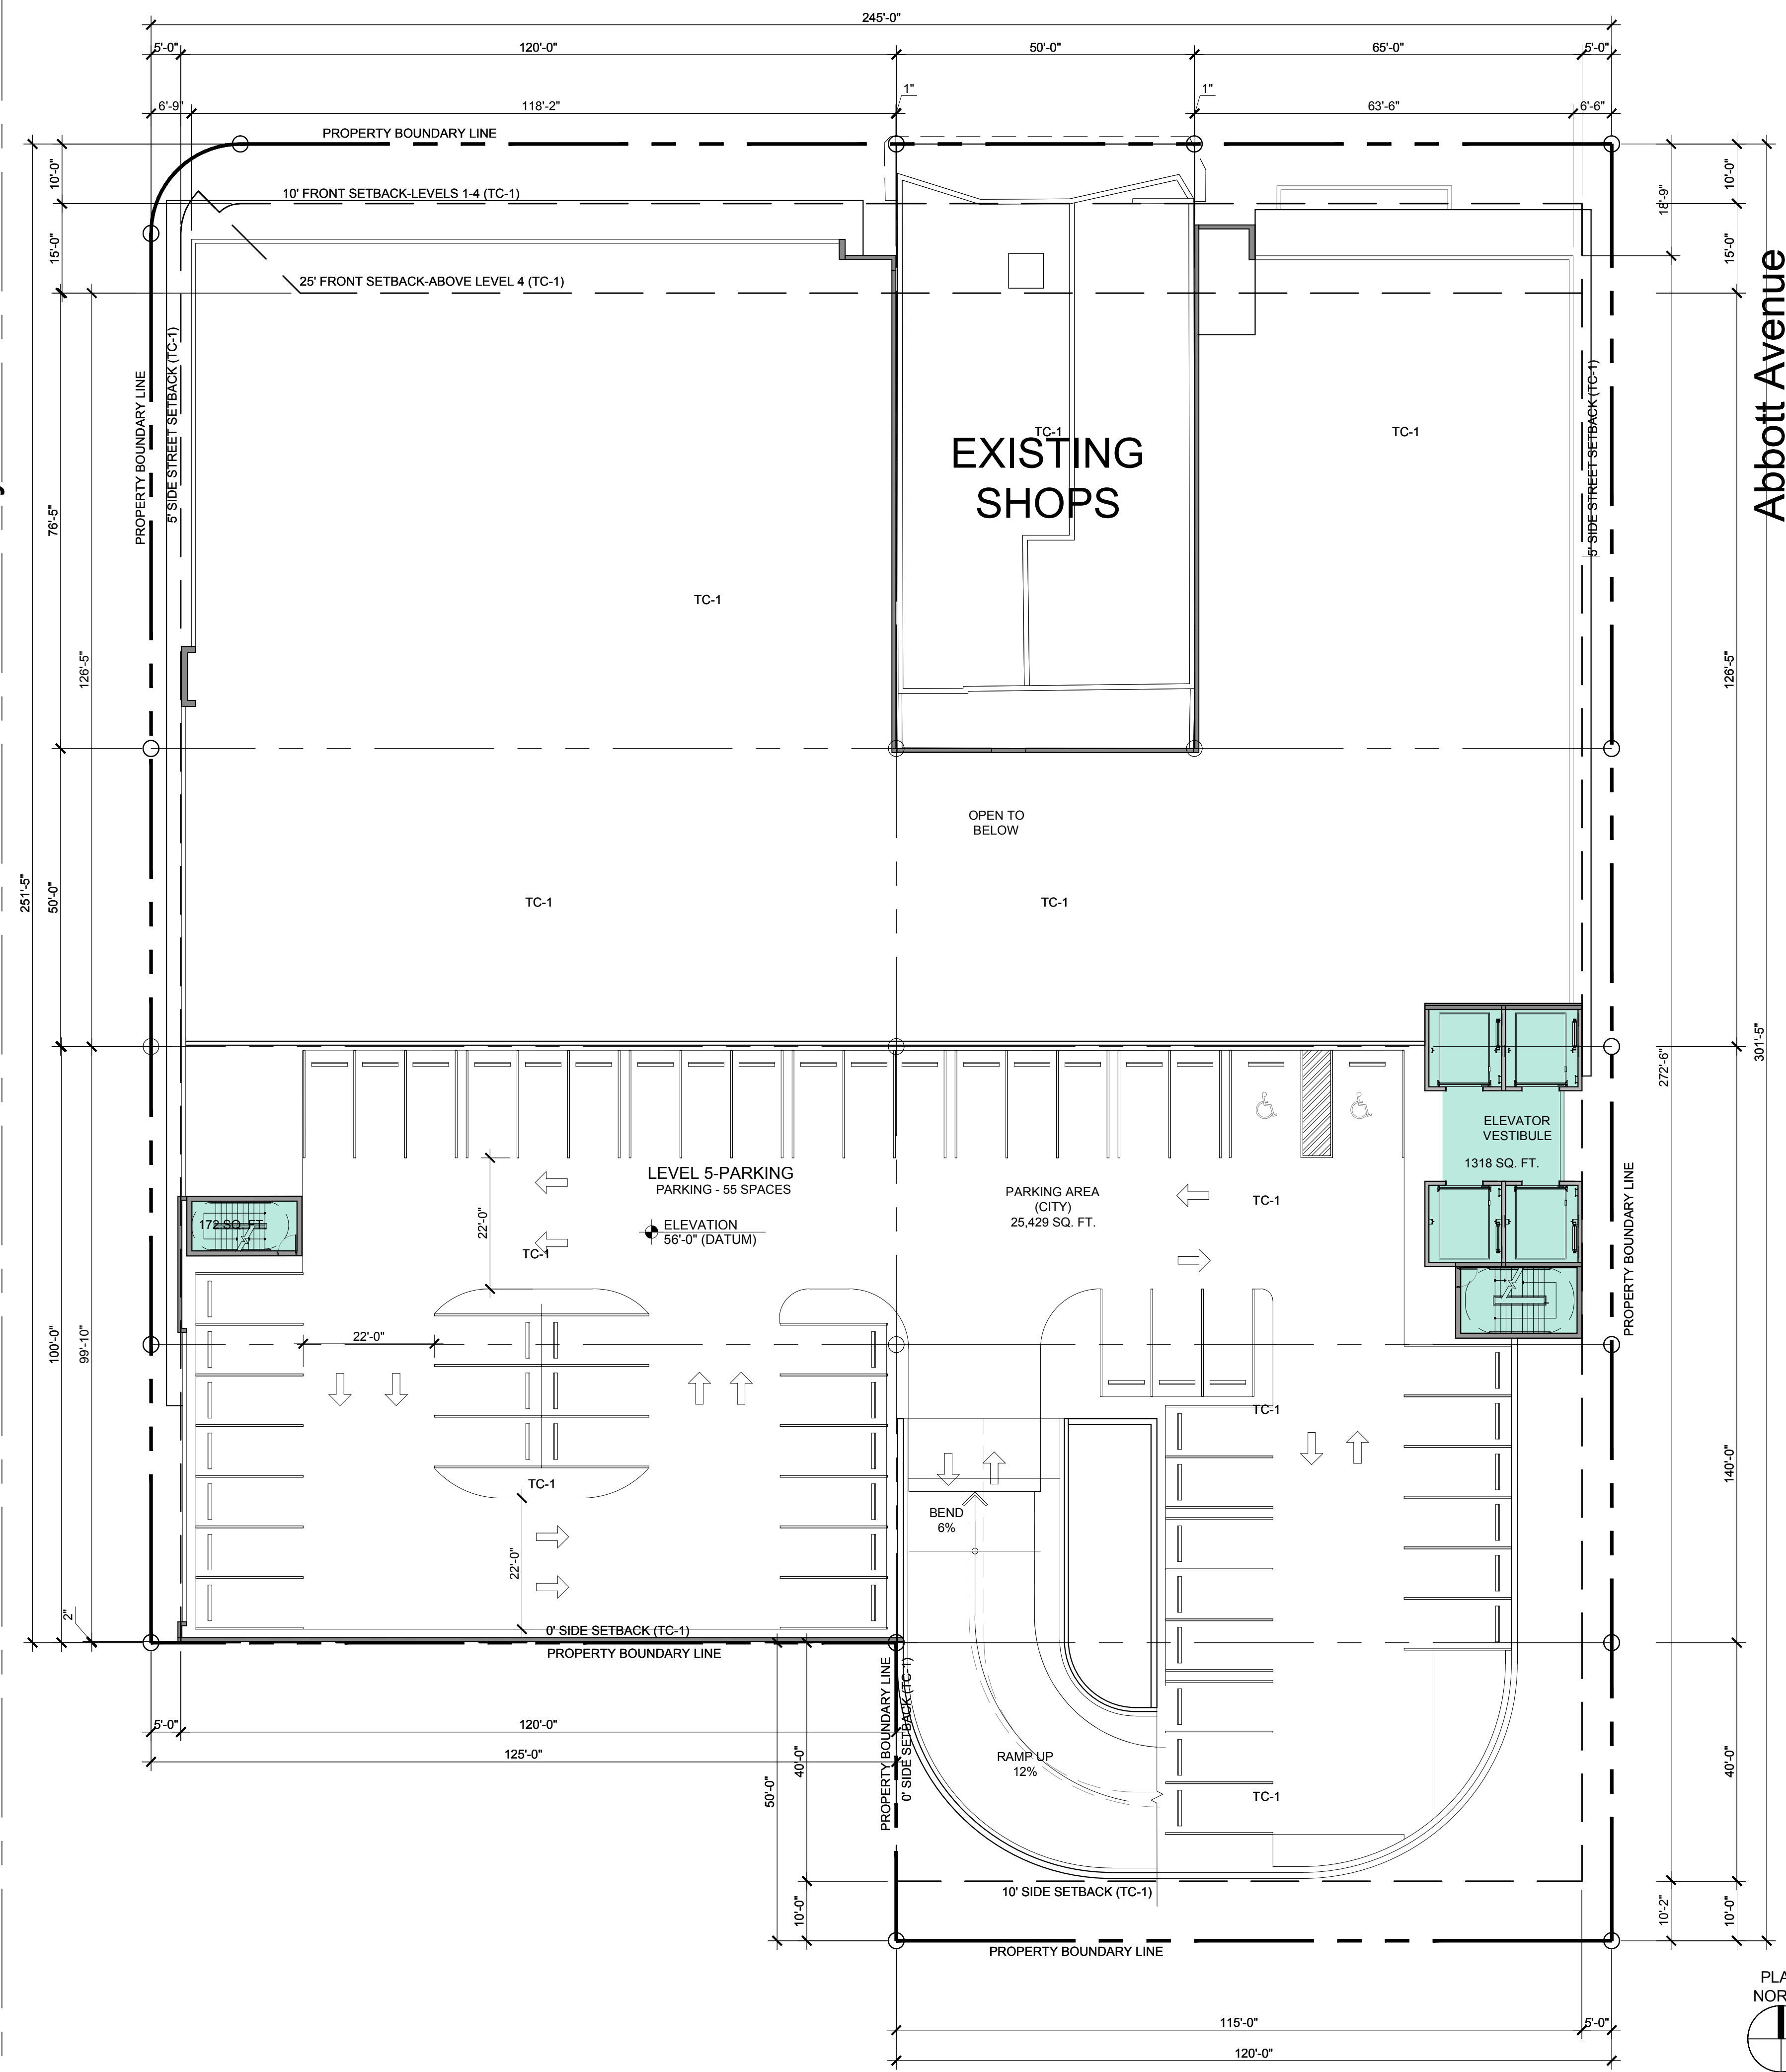 245'-0"
5'-0"
120'-0"
50'-0"
65'-0"
5'-0"
6'-9"
118'-2"
1"
1"
63'-6"
6'-6"
PROPERTY BOUNDARY LINE
10'-0"
10' FRONT SETBACK-LEVELS 1-4 (TC-1)
18'-9"
10'-0"
15'-0"
25' FRONT SETBACK-ABOVE LEVEL 4 (TC-1)
15'-0"
Abbott Avenue
PROPERTY BOUNDARY LINE
5' SIDE STREET SETBACK (TC-1)
TC-1
EXISTING
SHOPS
TC-1
5' SIDE STREET SETBACK (TC-1)
76'-5"
TC-1
126'-5"
126'-5"
OPEN TO
BELOW
251'-5"
50'-0"
TC-1
TC-1
272'-6"
301'-5"
ELEVATOR
VESTIBULE
1318 SQ. FT.
LEVEL 5-PARKING
PARKING - 55 SPACES
PARKING AREA
(CITY)
25,429 SQ. FT.
TC-1
PROPERTY BOUNDARY LINE
172 SQ. FT.
22'-0"
ELEVATION
56'-0" (DATUM)
TC-1
100'-0"
99'-10"
22'-0"
TC-1
TC-1
140'-0"
BEND
6%
22'-0"
2"
0' SIDE SETBACK (TC-1)
PROPERTY BOUNDARY LINE
PROPERTY BOUNDARY LINE
0' SIDE SETBACK (TC-1)
5'-0"
120'-0"
125'-0"
50'-0"
40'-0"
RAMP UP
12%
TC-1
40'-0"
10'-0"
10' SIDE SETBACK (TC-1)
10'-2"
10'-0"
PROPERTY BOUNDARY LINE
115'-0"
5'-0"
120'-0"